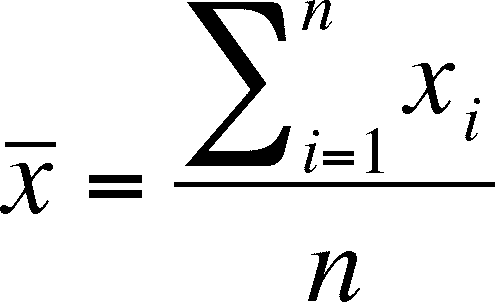 x̄ = ∑ⁿᵢ₌₁ xᵢ / n